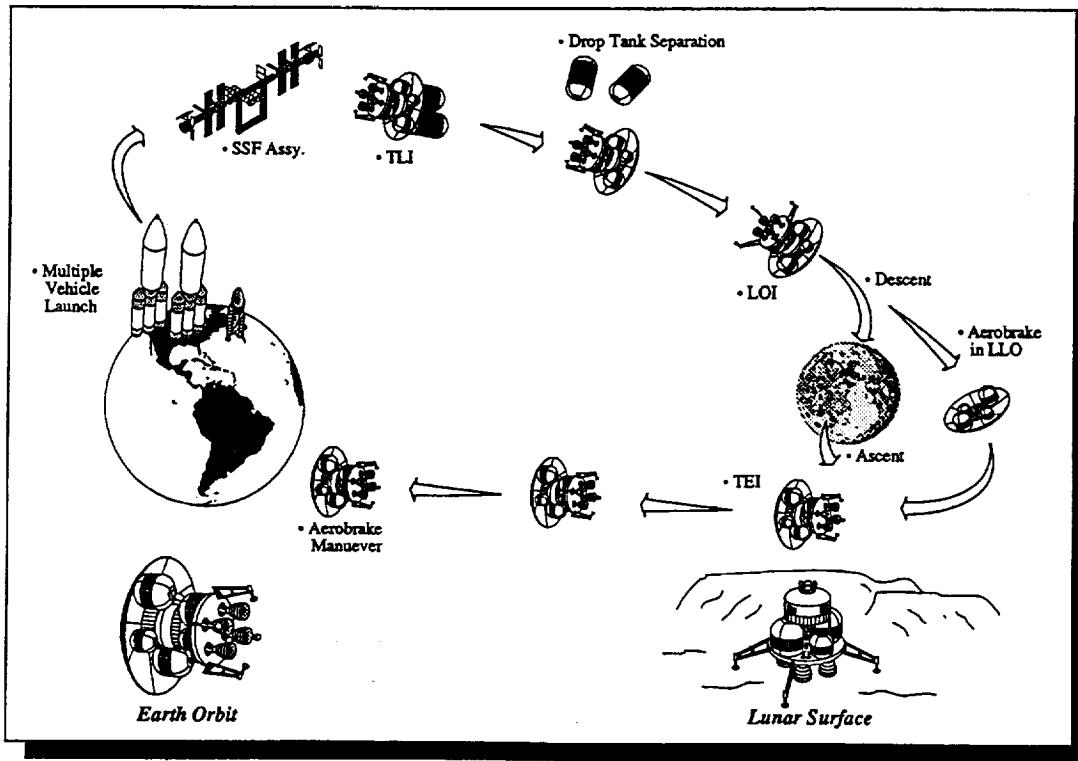 • Drop Tank Separation
• SSF Assy.
• TLI
• Multiple
Vehicle
Launch
• LOI
• Descent
• Aerobrake
in LLO
• Ascent
• TEI
• Aerobrake
Manuever
Earth Orbit
Lunar Surface